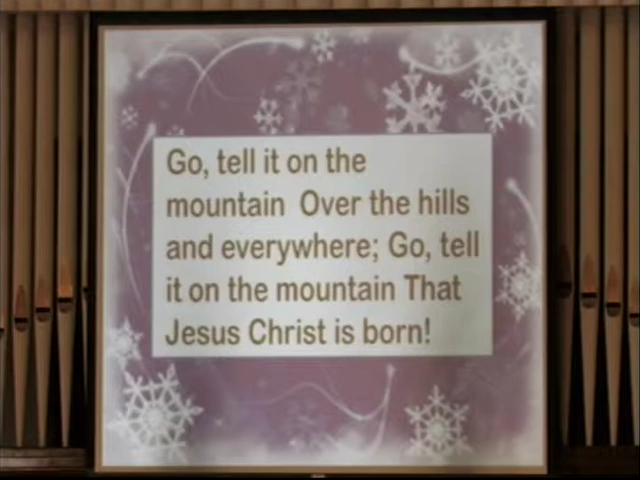 Go, tell it on the
mountain  Over the hills
and everywhere; Go, tell
it on the mountain That
Jesus Christ is born!